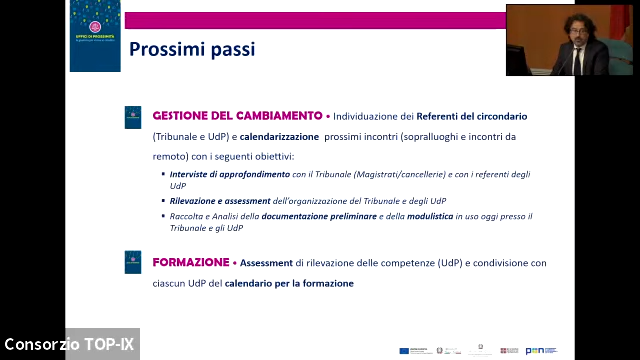 UFFICI DI PROSSIMITÀ
Prossimi passi
GESTIONE DEL CAMBIAMENTO • Individuazione dei Referenti del circondario
(Tribunale e UdP) e calendarizzazione prossimi incontri (sopralluoghi e incontri da
remoto) con i seguenti obiettivi:
Interviste di approfondimento con il Tribunale (Magistrati/cancellerie) e con i referenti degli
UdP
Rilevazione e assessment dell'organizzazione del Tribunale e degli UdP
Raccolta e Analisi della documentazione preliminare e della modulistica in uso oggi presso il
Tribunale e gli UdP
FORMAZIONE • Assessment di rilevazione delle competenze (UdP) e condivisione con
ciascun UdP del calendario per la formazione
Consorzio TOP-IX